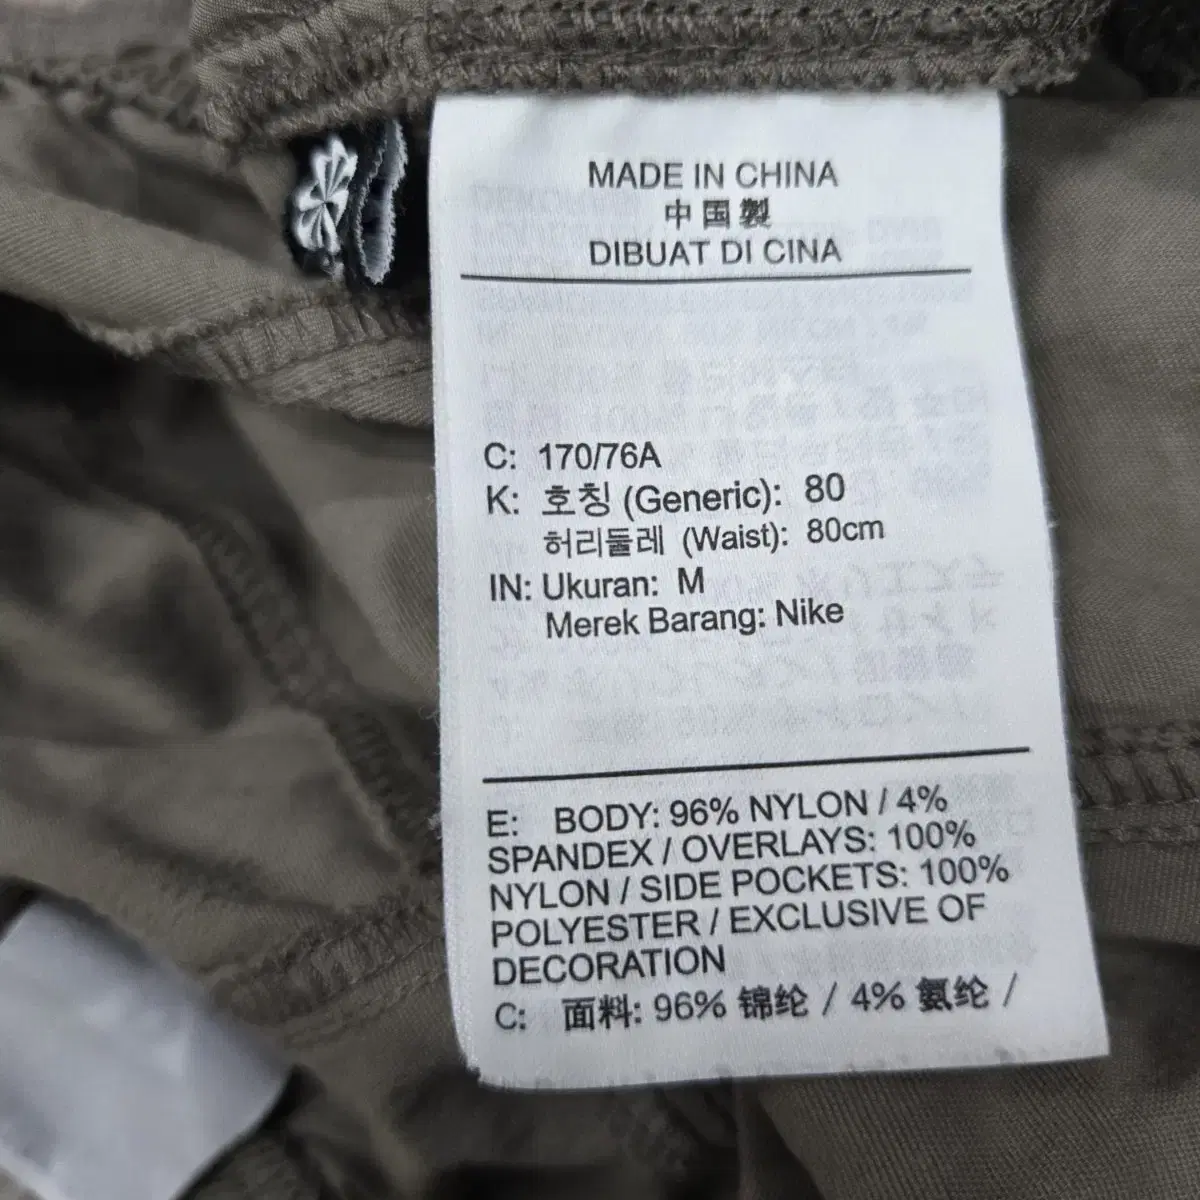 MADE IN CHINA
中国製
DIBUAT DI CINA
C: 170/76A
K: 호칭 (Generic): 80
허리둘레 (Waist): 80cm
IN: Ukuran: M
Merek Barang: Nike
E: BODY: 96% NYLON / 4%
SPANDEX / OVERLAYS: 100%
NYLON / SIDE POCKETS: 100%
POLYESTER / EXCLUSIVE OF
DECORATION
C: 面料: 96% 锦纶 / 4% 氨纶 /